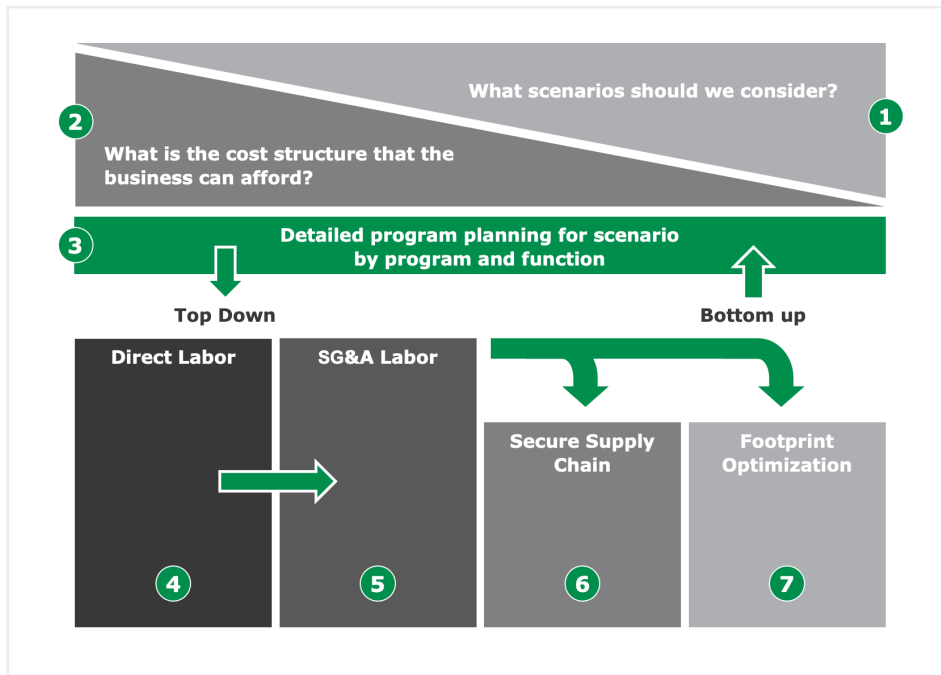 What scenarios should we consider?
1
2
What is the cost structure that the
business can afford?
3
Detailed program planning for scenario
by program and function
Top Down
Bottom up
Direct Labor
SG&A Labor
Secure Supply
Chain
Footprint
Optimization
4
5
6
7